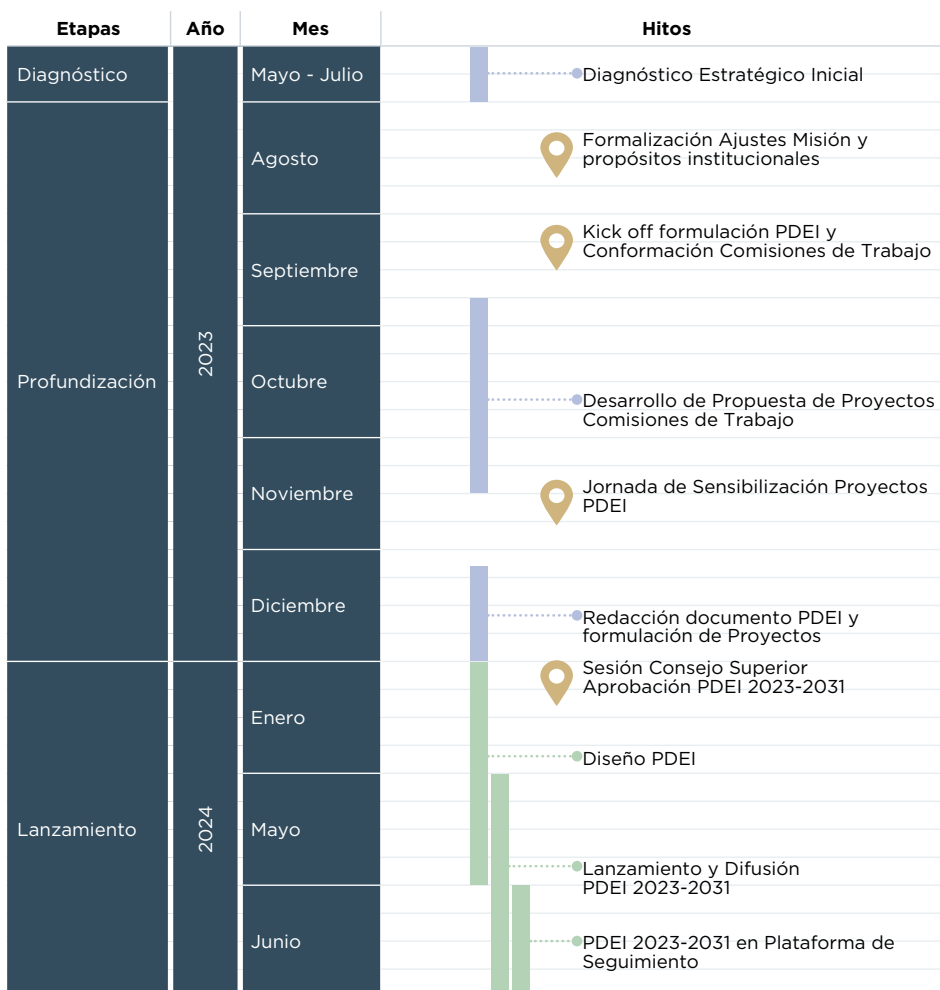 Etapas Año Mes Hitos
Diagnóstico
2023
Mayo - Julio
Diagnóstico Estratégico Inicial
Profundización
Agosto
Formalización Ajustes Misión y
propósitos institucionales
Septiembre
Kick off formulación PDEI y
Conformación Comisiones de Trabajo
Octubre
Desarrollo de Propuesta de Proyectos
Comisiones de Trabajo
Noviembre
Jornada de Sensibilización Proyectos
PDEI
Diciembre
Redacción documento PDEI y
formulación de Proyectos
Lanzamiento
2024
Enero
Sesión Consejo Superior
Aprobación PDEI 2023-2031
Diseño PDEI
Mayo
Lanzamiento y Difusión
PDEI 2023-2031
Junio
PDEI 2023-2031 en Plataforma de
Seguimiento